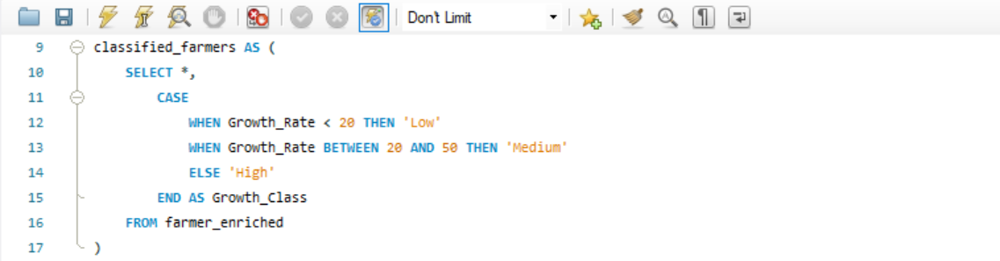 Don't Limit
9 classified_farmers AS (
10 SELECT *,
11 CASE
12 WHEN Growth_Rate < 20 THEN 'Low'
13 WHEN Growth_Rate BETWEEN 20 AND 50 THEN 'Medium'
14 ELSE 'High'
15 END AS Growth_Class
16 FROM farmer_enriched
17 )